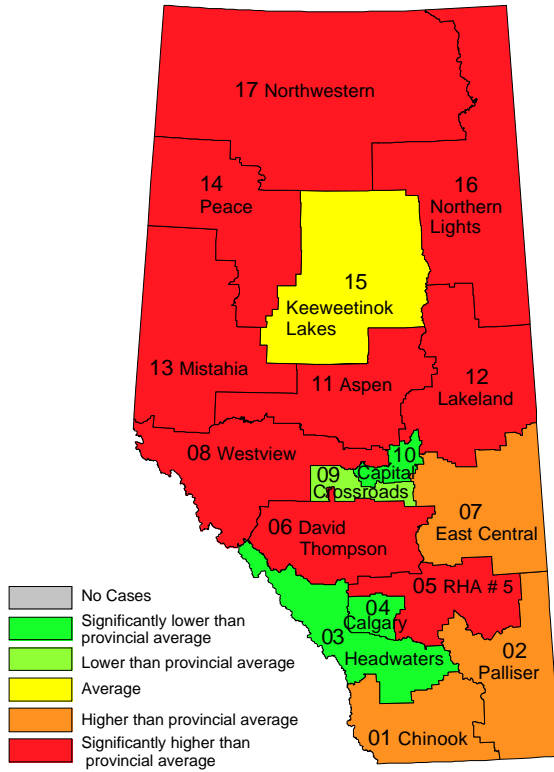 17 Northwestern
14
Peace
16
Northern
Lights
15
Keeweetinok
Lakes
13 Mistahia
11 Aspen
12
Lakeland
08 Westview
10
Capital
09
Crossroads
07
East Central
06 David
Thompson
05 RHA # 5
04
Calgary
03
Headwaters
02
Palliser
01 Chinook
No Cases
Significantly lower than
provincial average
Lower than provincial average
Average
Higher than provincial average
Significantly higher than
provincial average